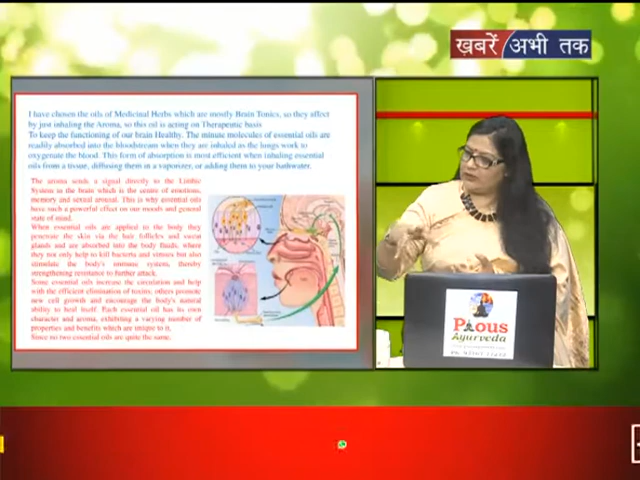 ख़बरें अभी तक
I have chosen the oils of Medicinal Herbs which are mostly Brain Tonics, so they affect
by just inhaling the Aroma, so this oil is acting on Therapeutic basis
To keep the functioning of our brain Healthy. The minute molecules of essential oils are
readily absorbed into the bloodstream when they are inhaled as the lungs work to
oxygenate the blood. This form of absorption is most efficient when inhaling essential
oils from a tissue, diffusing them in a vaporizer, or adding them to your bathwater.
The aroma sends a signal directly to the Limbic
System in the brain which is the centre of emotions,
memory and sexual arousal. This is why essential oils
have such a powerful effect on our moods and general
state of mind.
When essential oils are applied to the body they
penetrate the skin via the hair follicles and sweat
glands and are absorbed into the body fluids, where
they not only help to kill bacteria and viruses but also
stimulate the body's immune system, thereby
strengthening resistance to further attack.
Some essential oils increase the circulation and help
with the efficient elimination of toxins, others promote
new cell growth and encourage the body's natural
ability to heal itself. Each essential oil has its own
character and aroma, exhibiting a varying number of
properties and benefits which are unique to it.
Since no two essential oils are quite the same.
Pious
Ayurveda